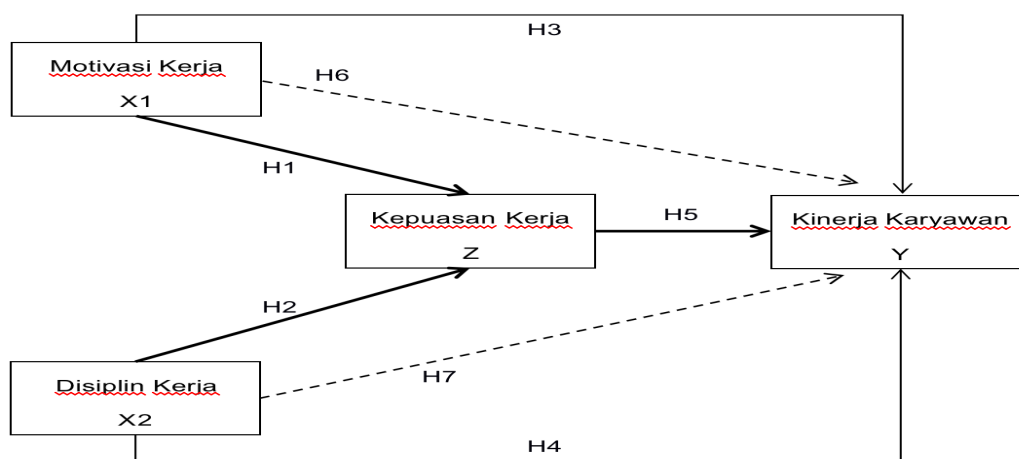 H3
Motivasi Kerja
X1
H6
H1
Kepuasan Kerja
Z
H5
Kinerja Karyawan
Y
H2
Disiplin Kerja
X2
H7
H4